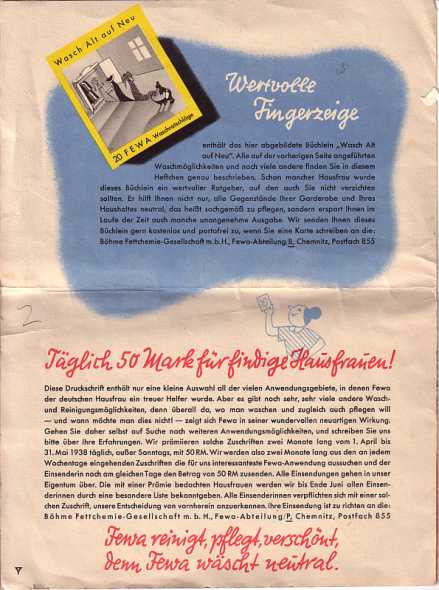 Wasch Alt auf Neu
20 FEWA Waschratschläge
Wertvolle
Fingerzeige
enthält das hier abgebildete Büchlein „Wasch Alt
auf Neu“. Alle auf der vorherigen Seite angeführten
Waschmöglichkeiten und noch viele andere finden Sie in diesem
Heftchen genau beschrieben. Schon mancher Hausfrau wurde
dieses Büchlein ein wertvoller Ratgeber, auf den auch Sie nicht verzichten
sollten. Er hilft Ihnen nicht nur, alle Gegenstände Ihrer Garderobe und Ihres
Haushaltes neutral, das heißt sachgemäß zu pflegen, sondern erspart Ihnen im
Laufe der Zeit auch manche unangenehme Ausgabe. Wir senden Ihnen dieses
Büchlein gern kostenlos und portofrei zu, wenn Sie eine Karte schreiben an die:
Böhme Fettchemie-Gesellschaft m. b. H., Fewa-Abteilung/B, Chemnitz, Postfach 855
2
Täglich 50 Mark für findige Hausfrauen!
Diese Druckschrift enthält nur eine kleine Auswahl all der vielen Anwendungsgebiete, in denen Fewa
der deutschen Hausfrau ein treuer Helfer wurde. Aber es gibt noch sehr, sehr viele andere Wasch-
und Reinigungsmöglichkeiten, denn überall da, wo man waschen und zugleich auch pflegen will
— und wann möchte man dies nicht! — zeigt sich Fewa in seiner wundervollen neuartigen Wirkung.
Gehen Sie daher selbst auf Suche nach weiteren Anwendungsmöglichkeiten, und schreiben Sie uns
bitte über Ihre Erfahrungen. Wir prämiieren solche Zuschriften zwei Monate lang vom 1. April bis
31. Mai 1938 täglich, außer Sonntags, mit 50 RM. Wir werden also zwei Monate lang aus den an jedem
Wochentage eingehenden Zuschriften die für uns interessanteste Fewa-Anwendung aussuchen und der
Einsenderin noch am gleichen Tage den Betrag von 50 RM zusenden. Alle Einsendungen gehen in unser
Eigentum über. Die mit einer Prämie bedachten Hausfrauen werden wir bis Ende Juni allen Einsen-
derinnen durch eine besondere Liste bekanntgeben. Alle Einsenderinnen verpflichten sich mit einer sol-
chen Zuschrift, unsere Entscheidung von vornherein anzuerkennen. Ihre Einsendung ist zu richten an die:
Böhme Fettchemie-Gesellschaft m. b. H., Fewa-Abteilung/P, Chemnitz, Postfach 855
Fewa reinigt, pflegt, verschönt,
denn Fewa wäscht neutral.